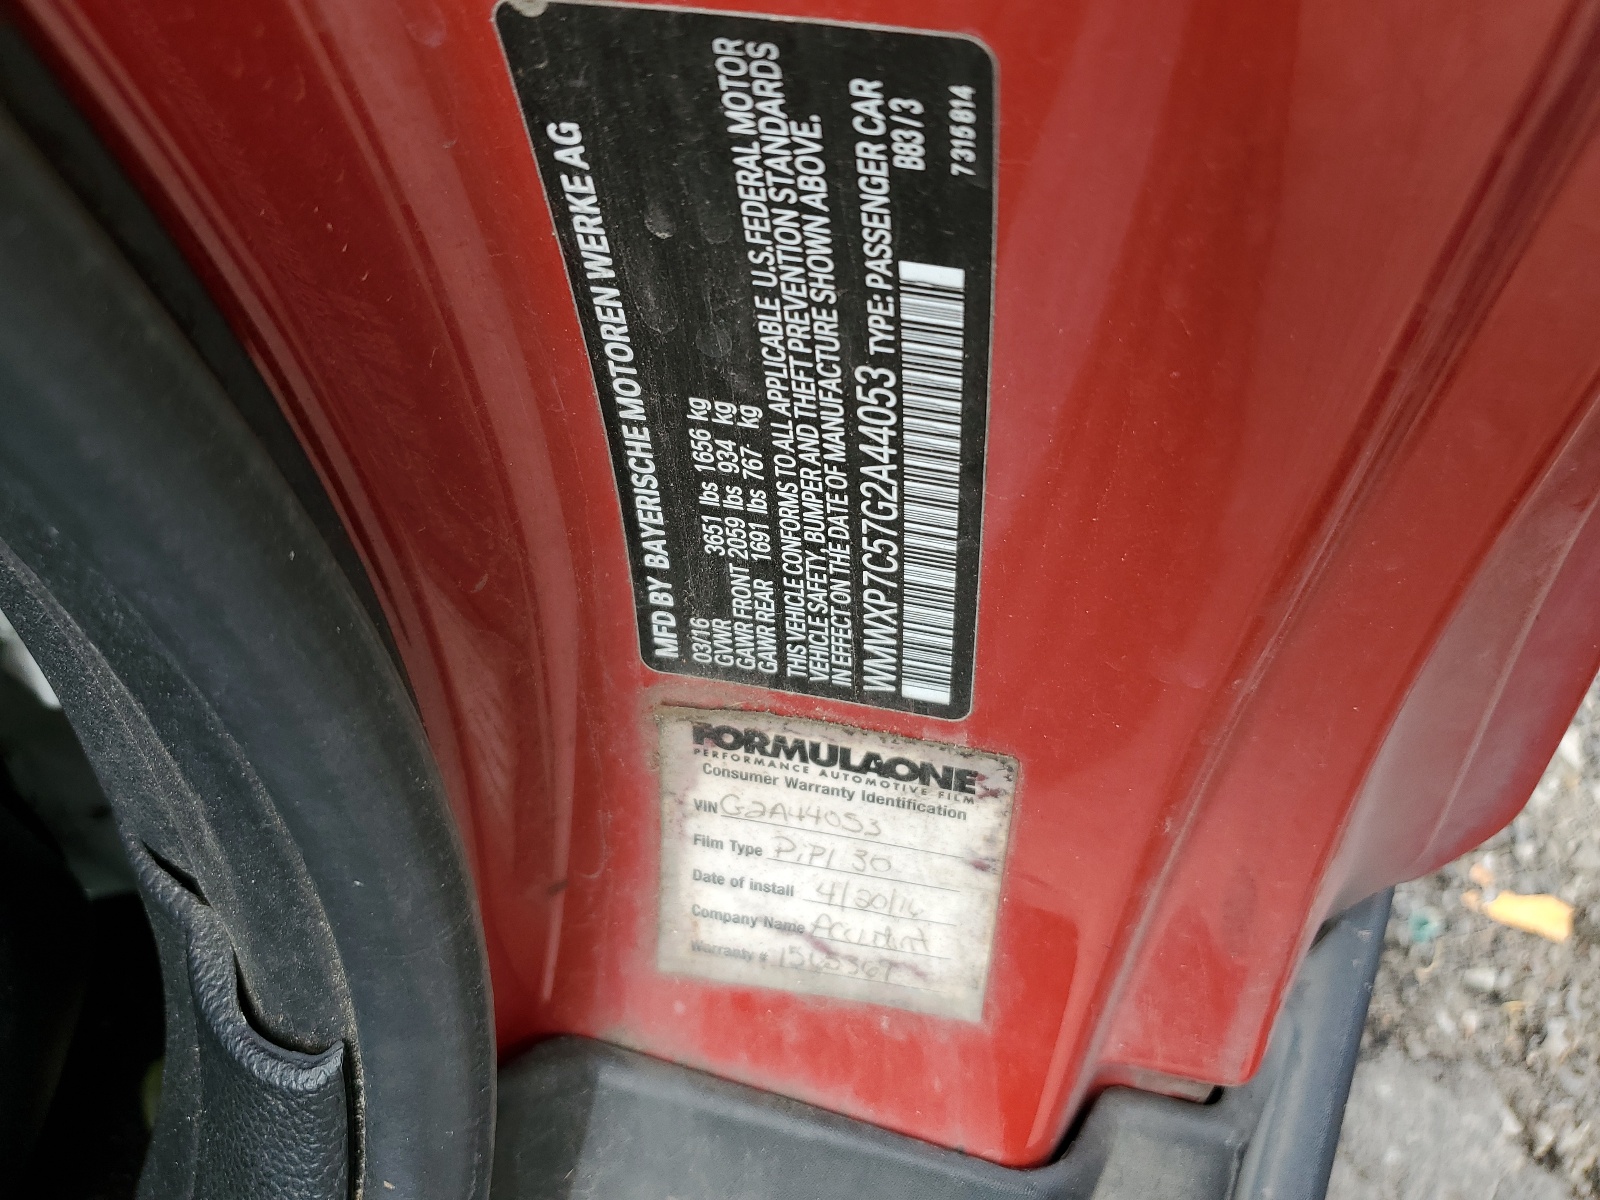 MFD BY BAYERISCHE MOTOREN WERKE AG
03/16
GVWR 3651 lbs 1656 kg
GAWR FRONT 2059 lbs 934 kg
GAWR REAR 1691 lbs 767 kg
THIS VEHICLE CONFORMS TO ALL APPLICABLE U.S. FEDERAL MOTOR
VEHICLE SAFETY, BUMPER AND THEFT PREVENTION STANDARDS
IN EFFECT ON THE DATE OF MANUFACTURE SHOWN ABOVE.
WMWXP7C57G2A44053 TYPE: PASSENGER CAR
B83/3
7315814
FORMULAONE
PERFORMANCE AUTOMOTIVE FILM
Consumer Warranty Identification
VIN G2A44053
Film Type 30
Date of install 4/20/16
Company Name
Warranty #